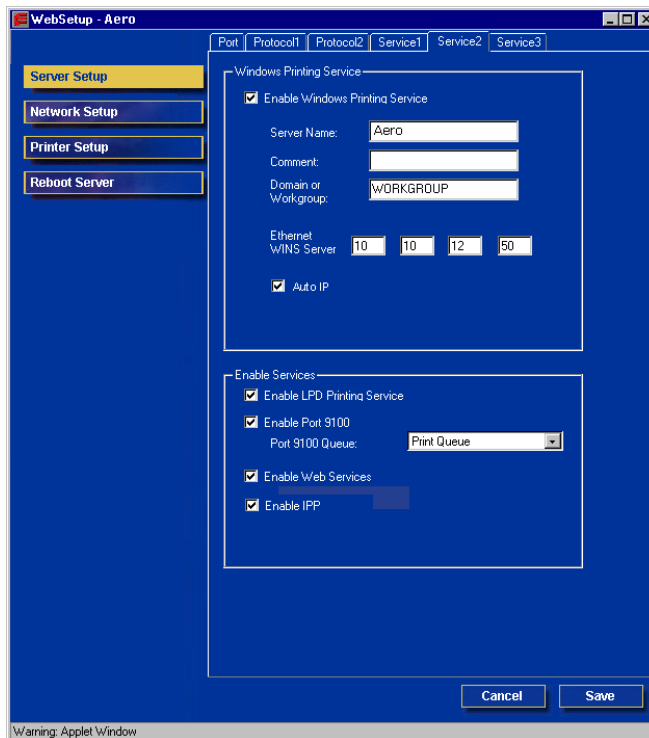 WebSetup - Aero
Port Protocol1 Protocol2 Service1 Service2 Service3
Server Setup
Network Setup
Printer Setup
Reboot Server
Windows Printing Service
Enable Windows Printing Service
Server Name: Aero
Comment:
Domain or
Workgroup: WORKGROUP
Ethernet
WINS Server 10 10 12 50
Auto IP
Enable Services
Enable LPD Printing Service
Enable Port 9100
Port 9100 Queue: Print Queue
Enable Web Services
Enable IPP
Cancel Save
Warning: Applet Window